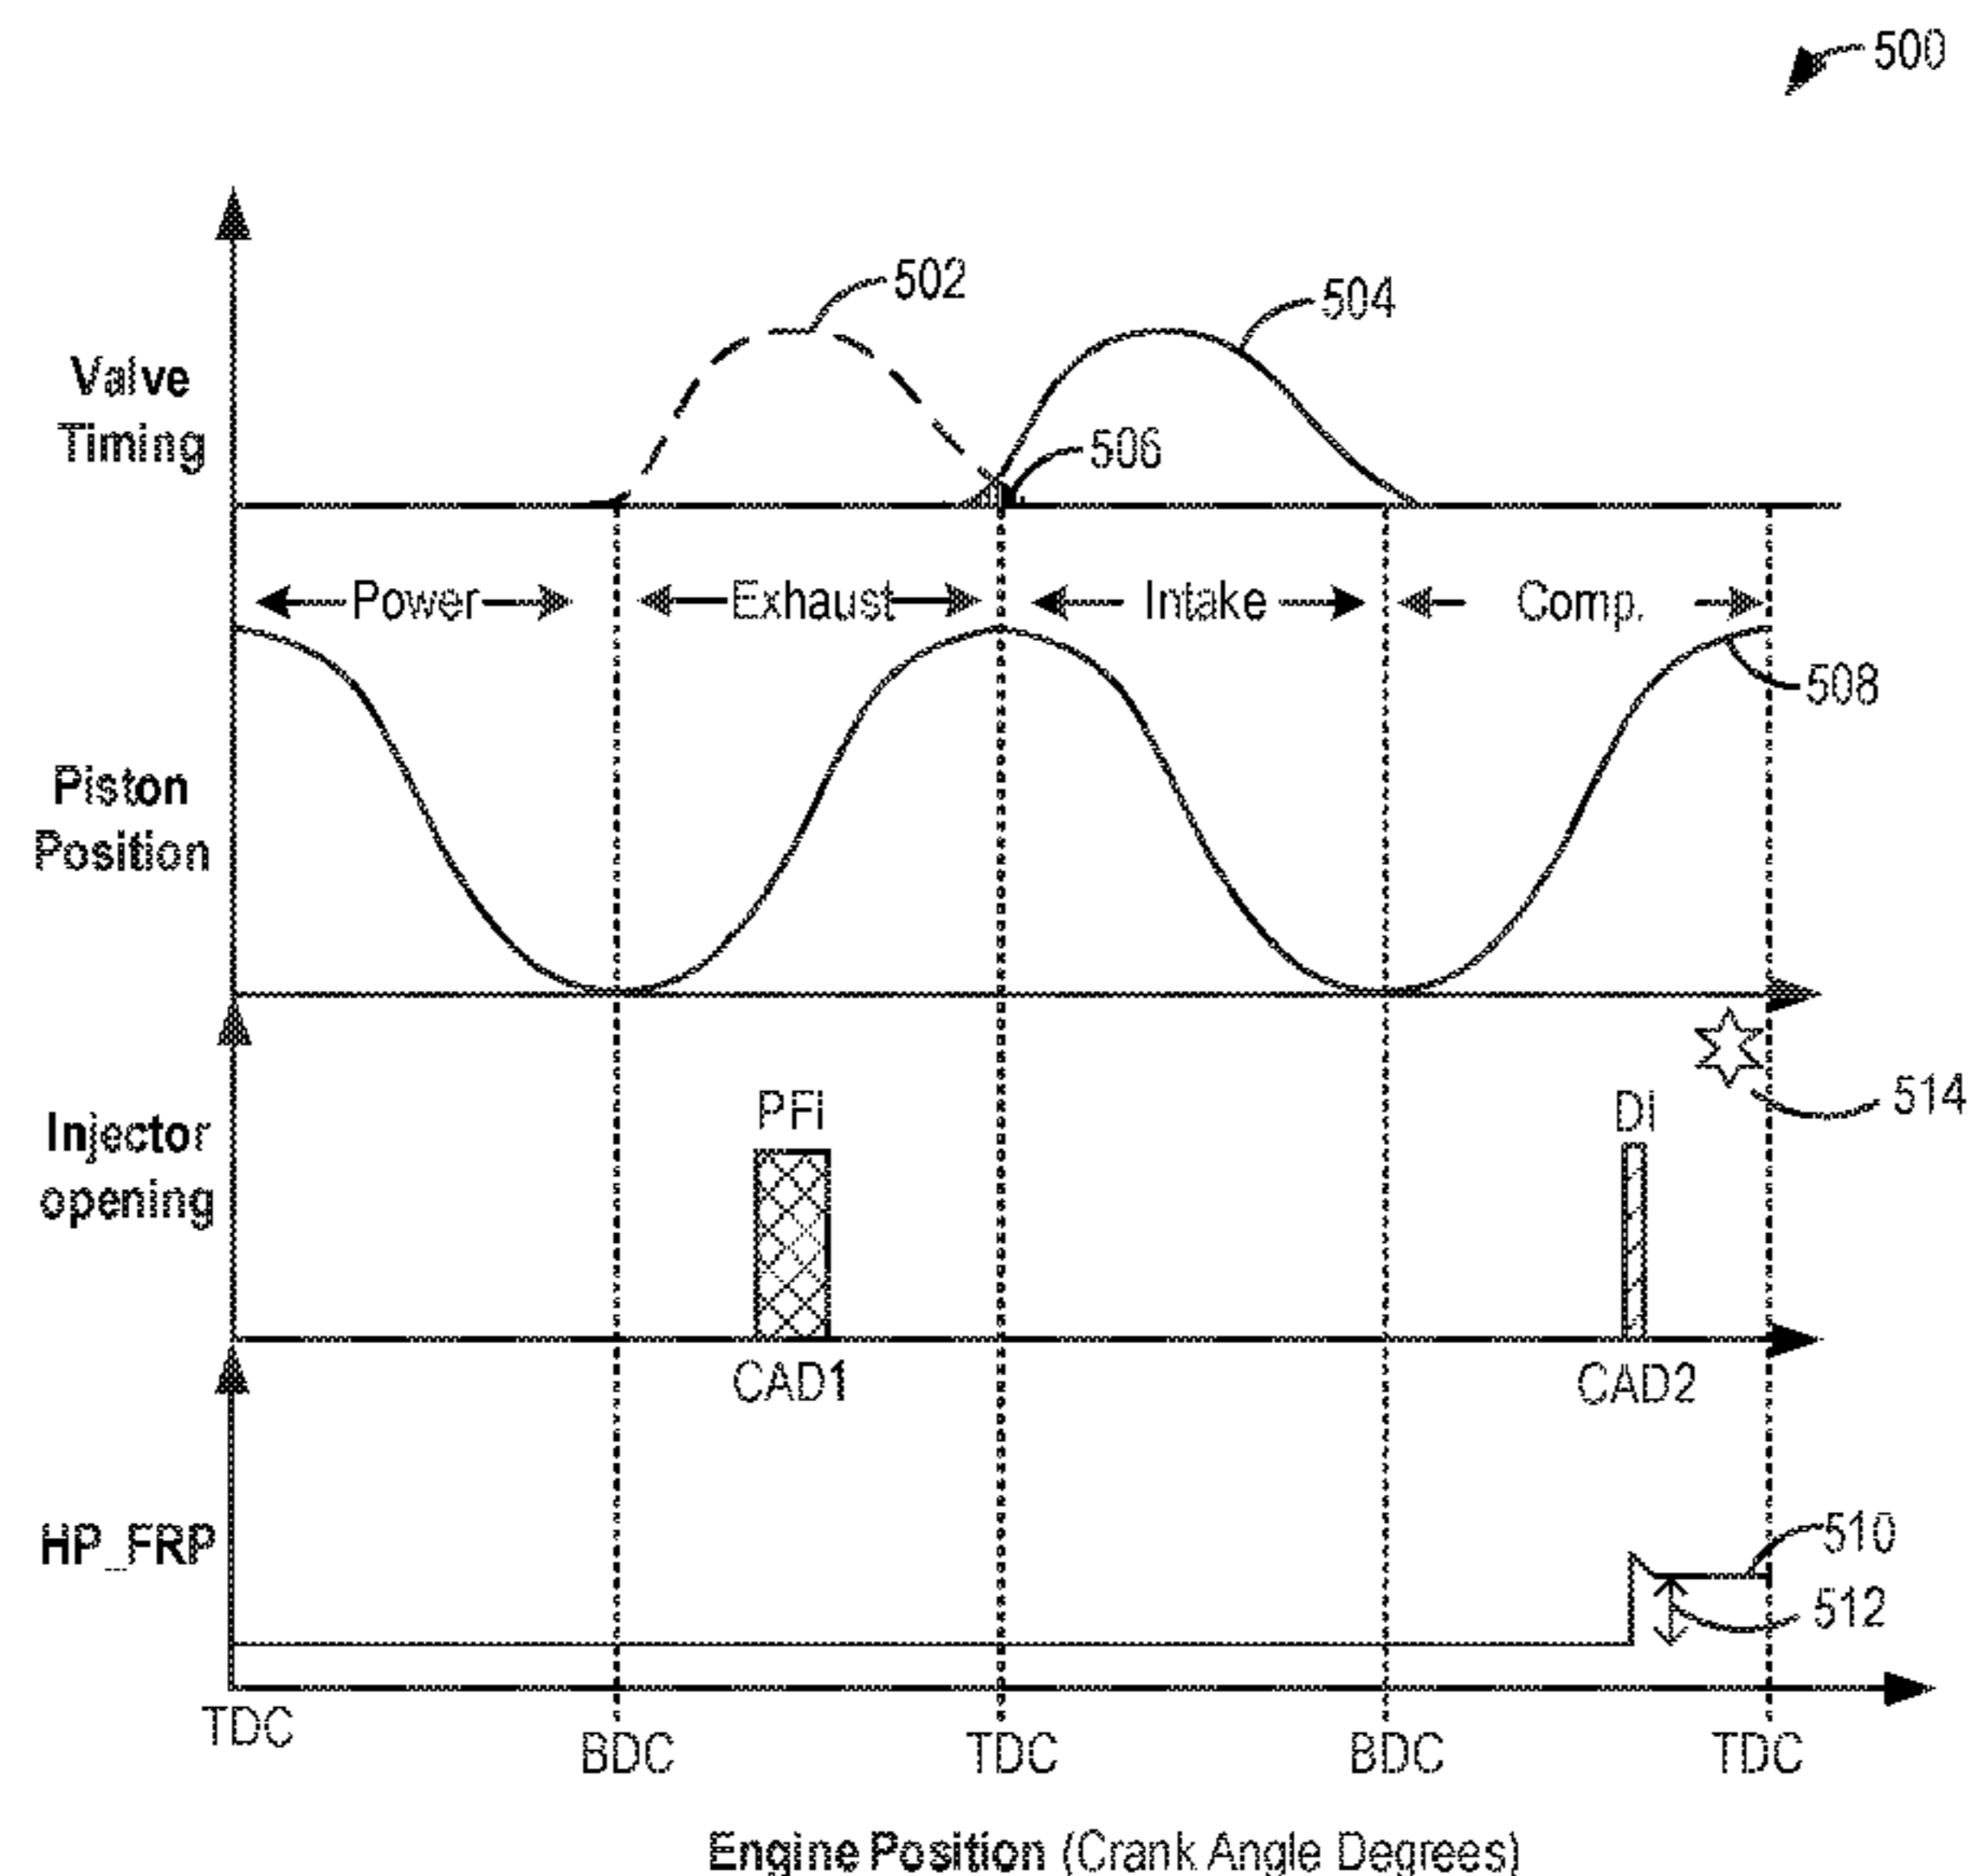 500
502
504
Valve
Timing
506
Power
Exhaust
Intake
Comp.
508
Piston
Position
514
PFI
DI
Injector
opening
CAD1
CAD2
HP_FRP
510
512
TDC
BDC
TDC
BDC
TDC
Engine Position (Crank Angle Degrees)